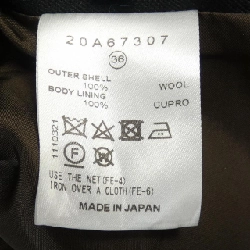 20A67307
36
OUTER SHELL
100% WOOL
BODY LINING
100% CUPRO
1110321
F
USE THE NET(FE-4)
IRON OVER A CLOTH(FE-6)
MADE IN JAPAN